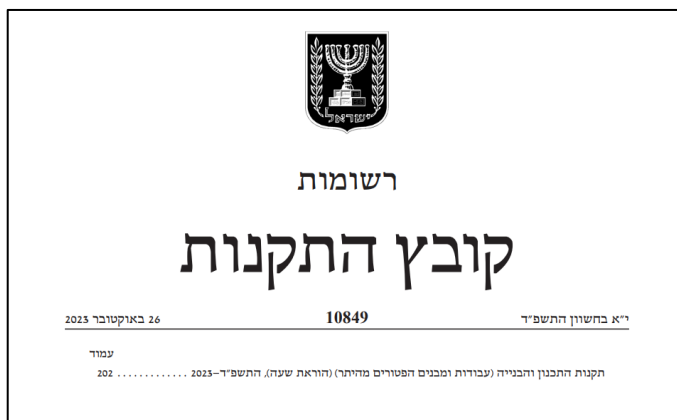 ישראל
רשומות
קובץ התקנות
י״א בחשוון התשפ״ד 10849 26 באוקטובר 2023
עמוד
תקנות התכנון והבנייה (עבודות ומבנים הפטורים מהיתר) (הוראת שעה), התשפ״ד–2023 ............. 202